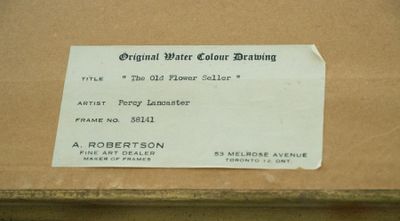 Original Water Colour Drawing
TITLE " The Old Flower Seller "
ARTIST Percy Lancaster
FRAME NO. 38141
A. ROBERTSON
FINE ART DEALER
MAKER OF FRAMES
53 MELROSE AVENUE
TORONTO 12, ONT.